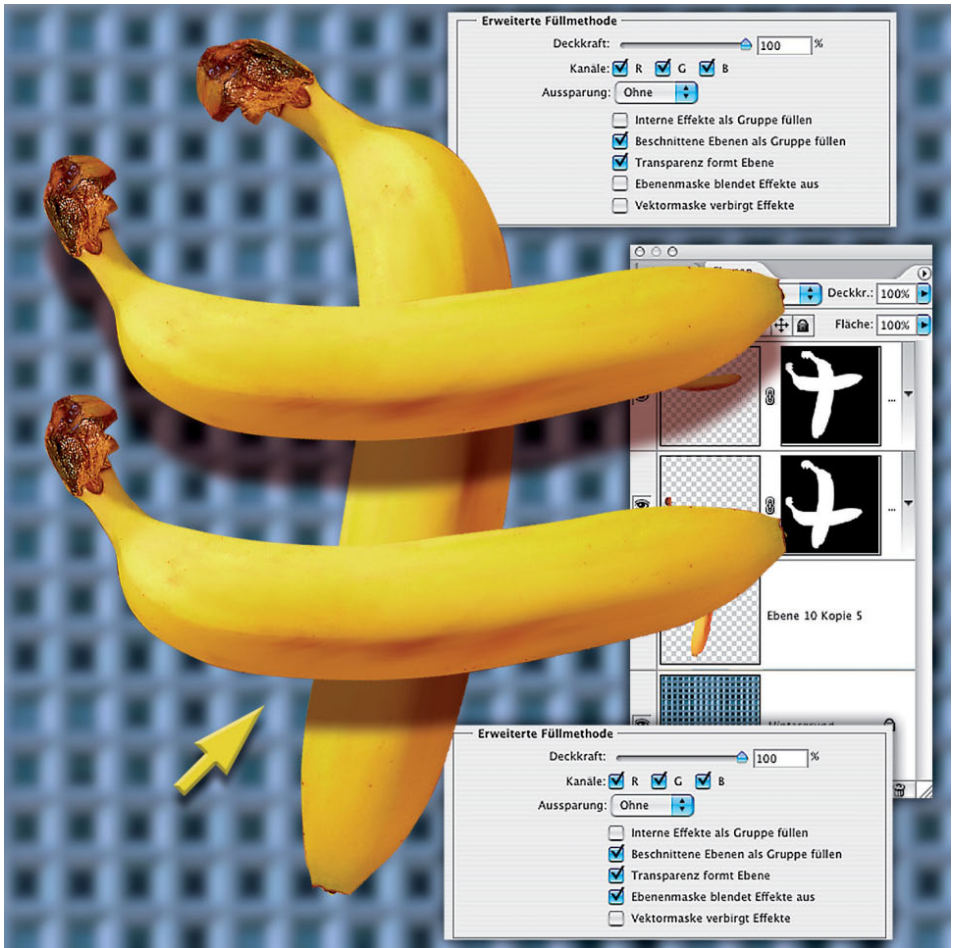 Erweiterte Füllmethode
Deckkraft: 100 %
Kanäle: R G B
Aussparung: Ohne
Interne Effekte als Gruppe füllen
Beschnittene Ebenen als Gruppe füllen
Transparenz formt Ebene
Ebenenmaske blendet Effekte aus
Vektormaske verbirgt Effekte
Deckkr.: 100%
Fläche: 100%
...
...
Ebene 10 Kopie 5
Hintergrund
Erweiterte Füllmethode
Deckkraft: 100 %
Kanäle: R G B
Aussparung: Ohne
Interne Effekte als Gruppe füllen
Beschnittene Ebenen als Gruppe füllen
Transparenz formt Ebene
Ebenenmaske blendet Effekte aus
Vektormaske verbirgt Effekte